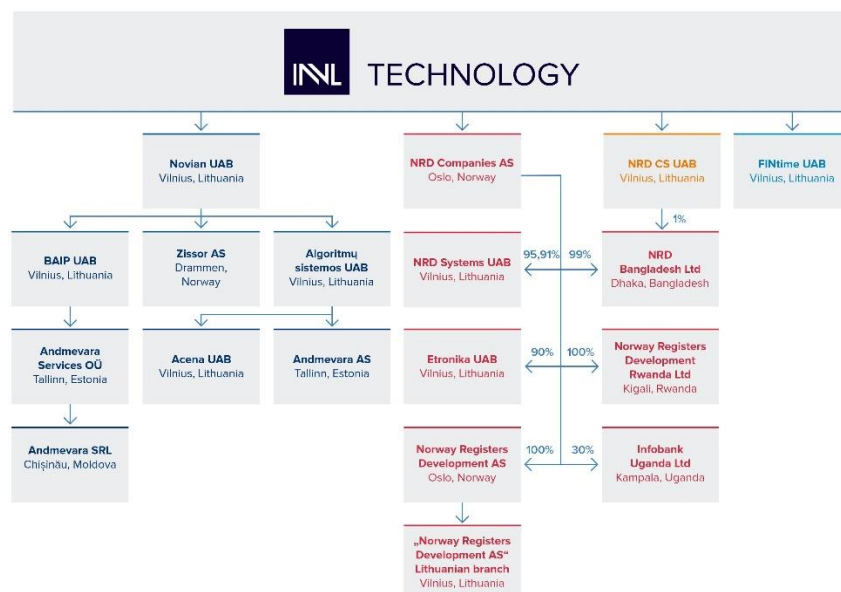 INVL TECHNOLOGY
Novian UAB
Vilnius, Lithuania
NRD Companies AS
Oslo, Norway
NRD CS UAB
Vilnius, Lithuania
FINtime UAB
Vilnius, Lithuania
1%
BAIP UAB
Vilnius, Lithuania
Zissor AS
Drammen,
Norway
Algoritmų
sistemos UAB
Vilnius, Lithuania
NRD Systems UAB
Vilnius, Lithuania
95,91%
99%
NRD
Bangladesh Ltd
Dhaka, Bangladesh
Andmevara
Services OÜ
Tallinn, Estonia
Acena UAB
Vilnius, Lithuania
Andmevara AS
Tallinn, Estonia
Etronika UAB
Vilnius, Lithuania
90%
100%
Norway Registers
Development
Rwanda Ltd
Kigali, Rwanda
Andmevara SRL
Chișinău, Moldova
Norway Registers
Development AS
Oslo, Norway
100%
30%
Infobank
Uganda Ltd
Kampala, Uganda
„Norway Registers
Development AS“
Lithuanian branch
Vilnius, Lithuania